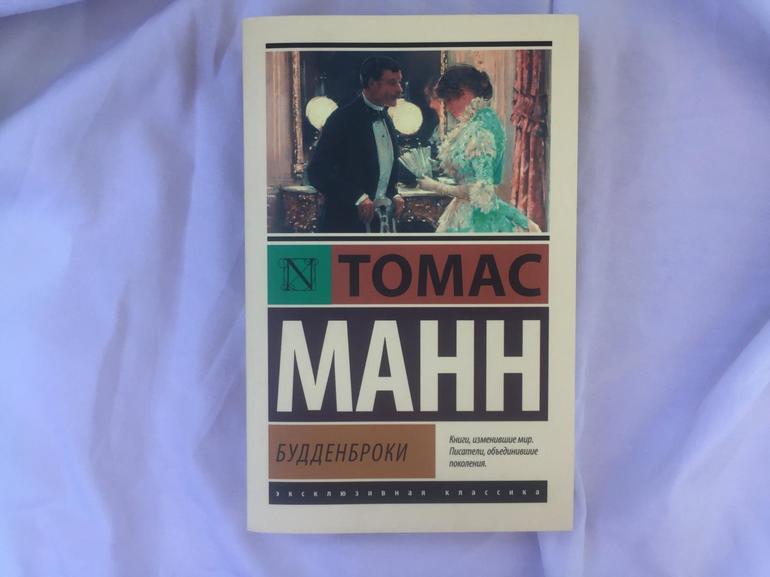 N ТОМАС
МАНН
БУДДЕНБРОКИ
Книги, изменившие мир.
Писатели, объединившие
поколения.
эксклюзивная классика